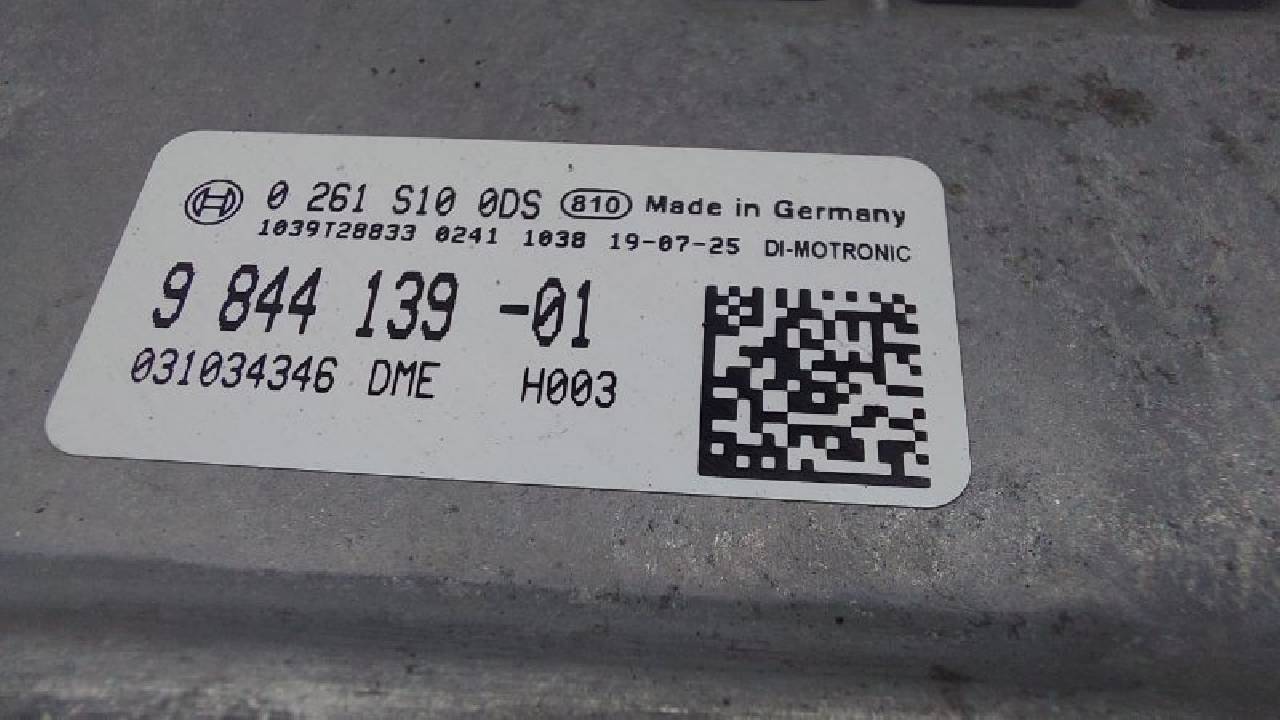 0 261 S10 0DS 810 Made in Germany
1039T28833 0241 1038 19-07-25 DI-MOTRONIC
9 844 139 -01
031034346 DME H003